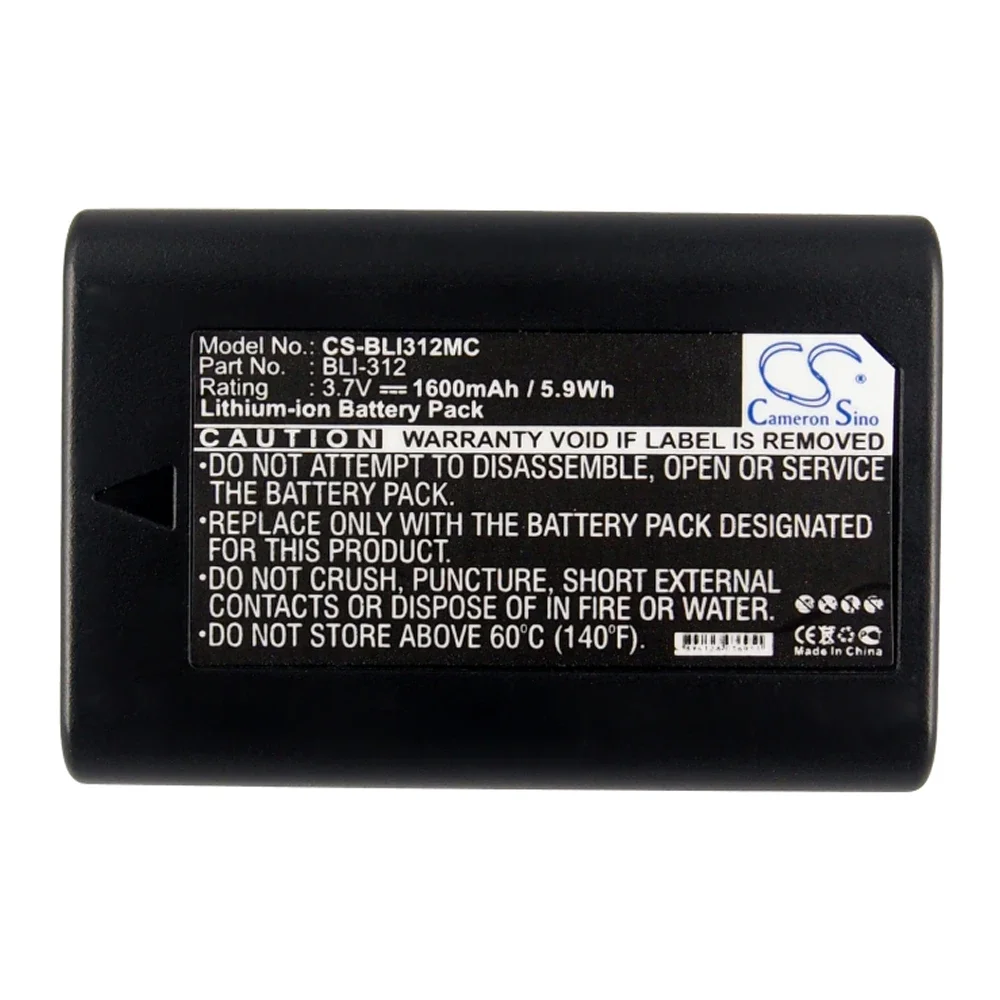 Model No.: CS-BLI312MC
Part No. : BLI-312
Rating : 3.7V 1600mAh / 5.9Wh
Lithium-ion Battery Pack
CS ®
Cameron Sino
CAUTION WARRANTY VOID IF LABEL IS REMOVED
•DO NOT ATTEMPT TO DISASSEMBLE, OPEN OR SERVICE
THE BATTERY PACK.
•REPLACE ONLY WITH THE BATTERY PACK DESIGNATED
FOR THIS PRODUCT.
•DO NOT CRUSH, PUNCTURE, SHORT EXTERNAL
CONTACTS OR DISPOSE OF IN FIRE OR WATER.
•DO NOT STORE ABOVE 60°C (140°F).
CE
Made In China